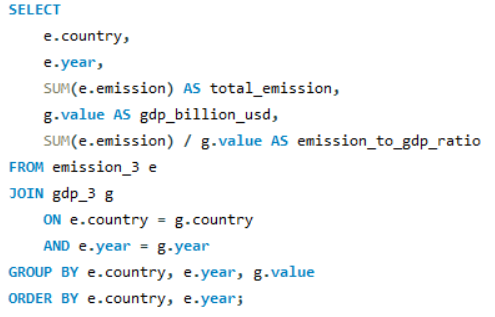 SELECT
    e.country,
    e.year,
    SUM(e.emission) AS total_emission,
    g.value AS gdp_billion_usd,
    SUM(e.emission) / g.value AS emission_to_gdp_ratio
FROM emission_3 e
JOIN gdp_3 g
    ON e.country = g.country
    AND e.year = g.year
GROUP BY e.country, e.year, g.value
ORDER BY e.country, e.year;